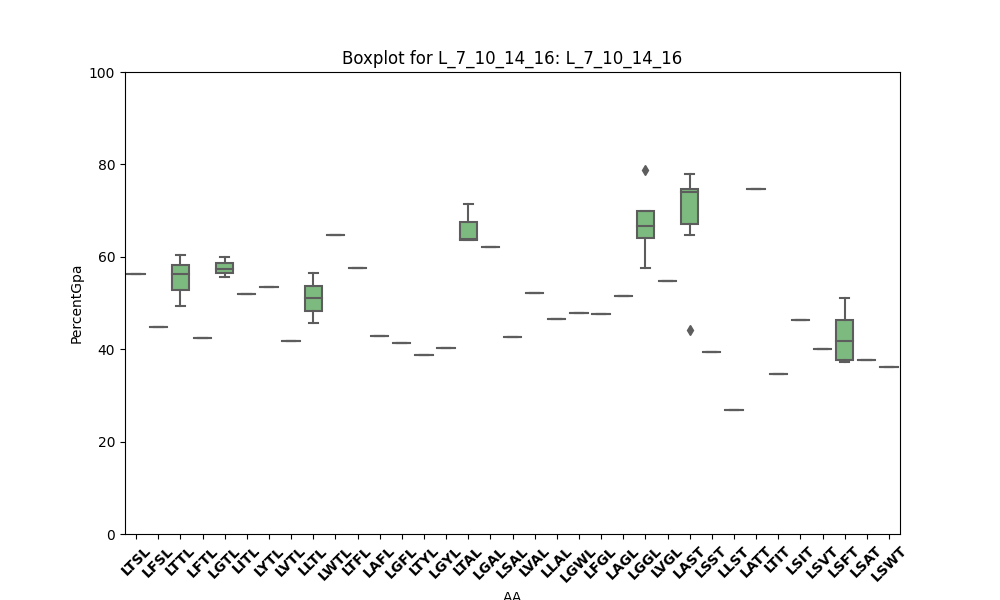 Boxplot for L_7_10_14_16: L_7_10_14_16
100
80
60
40
20
0
PercentGpa
LTSL LFSL LTTL LFTL LGTL LITL LYTL LVTL LLTL LWTL LTFL LAFL LGFL LTYL LGYL LTAL LGAL LSAL LVAL LLAL LGWL LFGL LAGL LGGL LVGL LAST LSST LLST LATT LTIT LSIT LSVT LSFT LSAT LSWT
AA